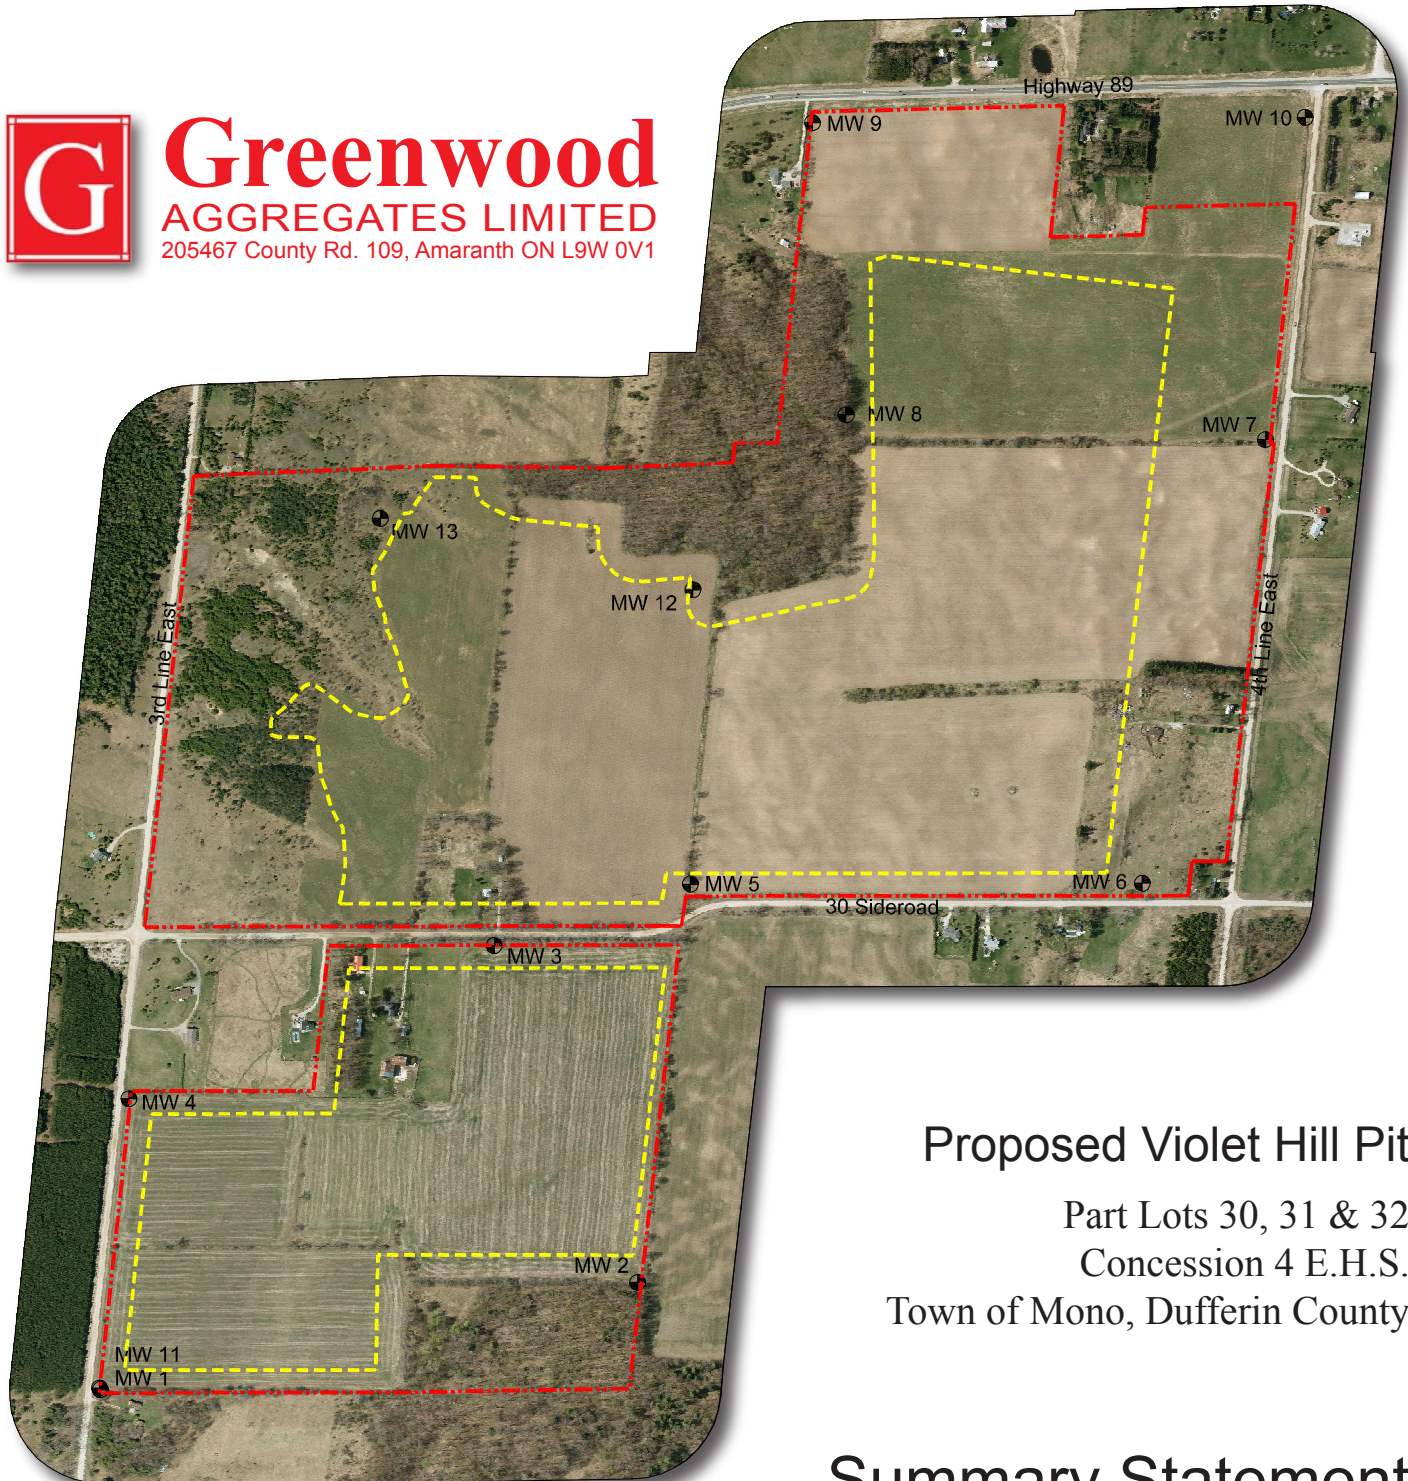 Highway 89
MW 9
MW 10
G
Greenwood
AGGREGATES LIMITED
205467 County Rd. 109, Amaranth ON L9W 0V1
MW 8
MW 7
MW 13
MW 12
3rd Line East
4th Line East
MW 5
MW 6
30 Sideroad
MW 3
MW 4
Proposed Violet Hill Pit
Part Lots 30, 31 & 32
Concession 4 E.H.S.
Town of Mono, Dufferin County
MW 2
MW 11
MW 1
Summary Statement